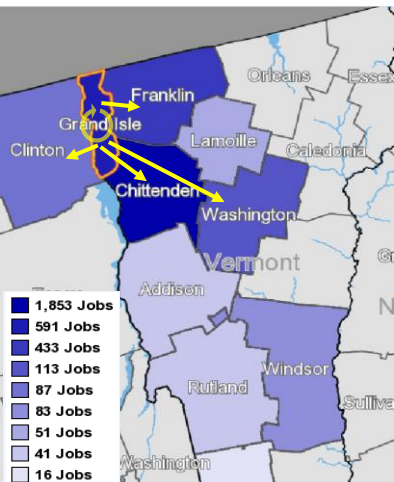 Orleans
Essex
Franklin
Grand Isle
Lamoille
Clinton
Caledonia
Chittenden
Washington
Vermont
Addison
Windsor
Rutland
Sulliva
Washington
N
1,853 Jobs
591 Jobs
433 Jobs
113 Jobs
87 Jobs
83 Jobs
51 Jobs
41 Jobs
16 Jobs